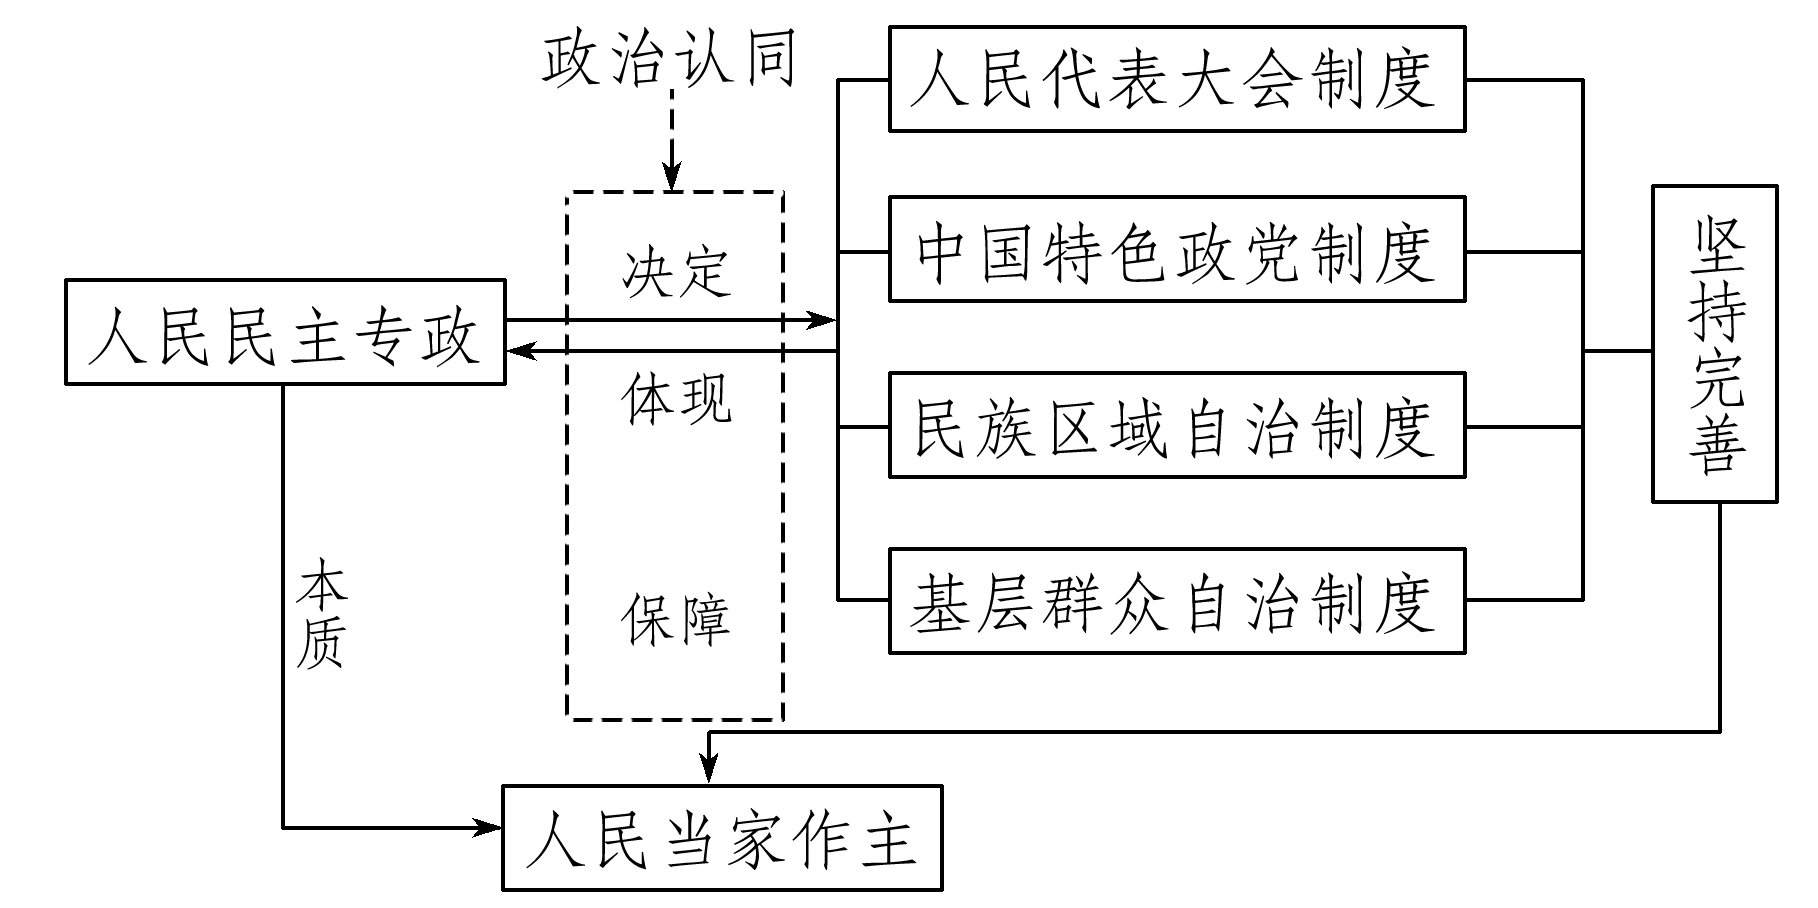 政治认同
人民代表大会制度
中国特色政党制度
决定
人民民主专政
体现
民族区域自治制度
坚持完善
本质
保障
基层群众自治制度
人民当家作主